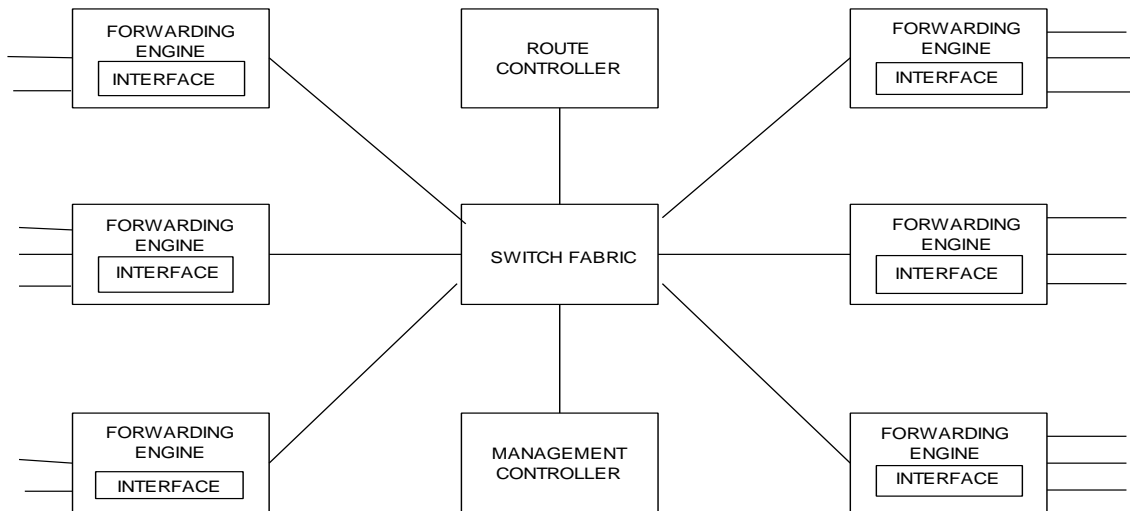 FORWARDING
ENGINE
INTERFACE
ROUTE
CONTROLLER
FORWARDING
ENGINE
INTERFACE
FORWARDING
ENGINE
INTERFACE
SWITCH FABRIC
FORWARDING
ENGINE
INTERFACE
FORWARDING
ENGINE
INTERFACE
MANAGEMENT
CONTROLLER
FORWARDING
ENGINE
INTERFACE